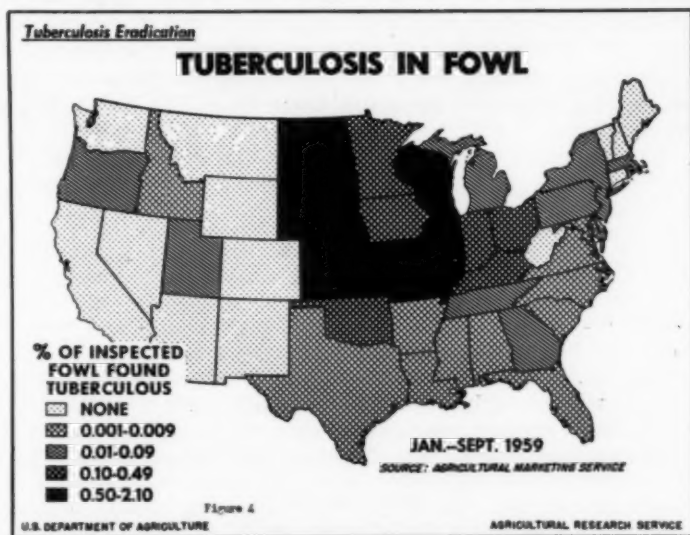 Tuberculosis Eradication
TUBERCULOSIS IN FOWL
% OF INSPECTED
FOWL FOUND
TUBERCULOUS
NONE
0.001-0.009
0.01-0.09
0.10-0.49
0.50-2.10
JAN.-SEPT. 1959
SOURCE: AGRICULTURAL MARKETING SERVICE
Figure 4
U.S. DEPARTMENT OF AGRICULTURE
AGRICULTURAL RESEARCH SERVICE